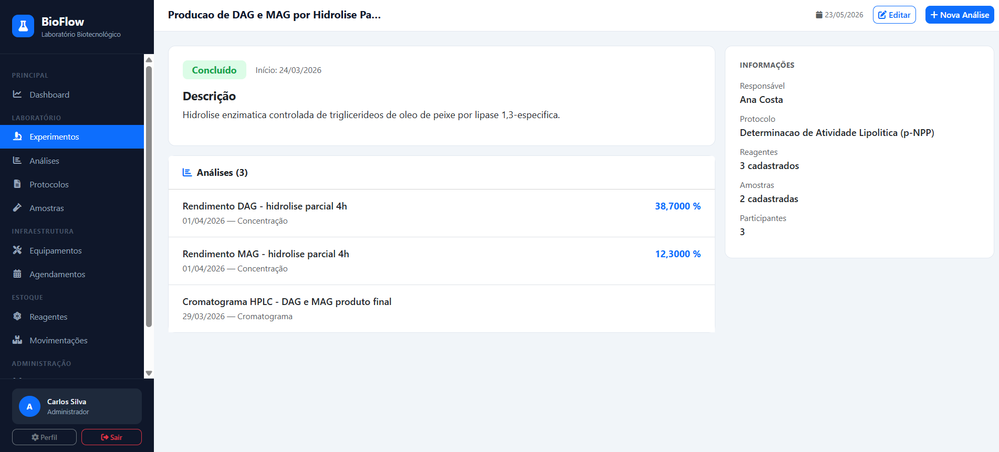 BioFlow
Laboratório Biotecnológico
PRINCIPAL
Dashboard
LABORATÓRIO
Experimentos
Análises
Protocolos
Amostras
INFRAESTRUTURA
Equipamentos
Agendamentos
ESTOQUE
Reagentes
Movimentações
ADMINISTRAÇÃO
A
Carlos Silva
Administrador
Perfil
Sair
Producao de DAG e MAG por Hidrolise Pa...
23/05/2026
Editar
Nova Análise
Concluído
Início: 24/03/2026
Descrição
Hidrolise enzimatica controlada de triglicerideos de oleo de peixe por lipase 1,3-especifica.
Análises (3)
Rendimento DAG - hidrolise parcial 4h
38,7000 %
01/04/2026 — Concentração
Rendimento MAG - hidrolise parcial 4h
12,3000 %
01/04/2026 — Concentração
Cromatograma HPLC - DAG e MAG produto final
29/03/2026 — Cromatograma
INFORMAÇÕES
Responsável
Ana Costa
Protocolo
Determinacao de Atividade Lipolitica (p-NPP)
Reagentes
3 cadastrados
Amostras
2 cadastradas
Participantes
3